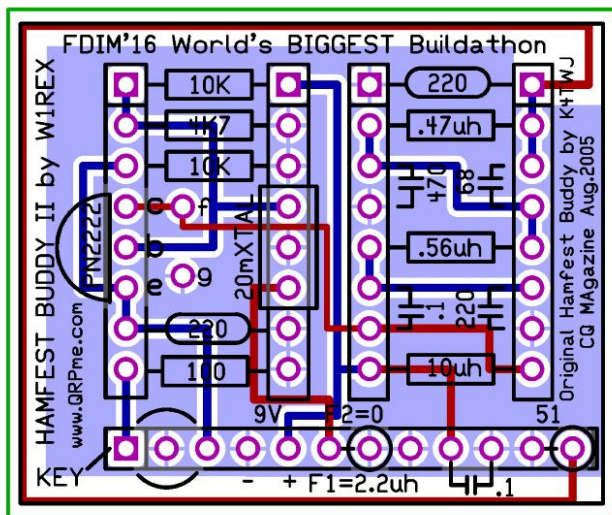 FDIM'16 World's BIGGEST Buildathon
HAMFEST BUDDY II by W1REX
www.QRPme.com
10K
4K7
10K
PN2222
c
b
e
f
g
20mXTAL
220
100
220
.47uh
470
68
.56uh
.1
220
10uh
Original Hamfest Buddy by K4TWJ
CQ MAgazine Aug.2005
9V
F2=0
51
KEY
- + F1=2.2uh
.1